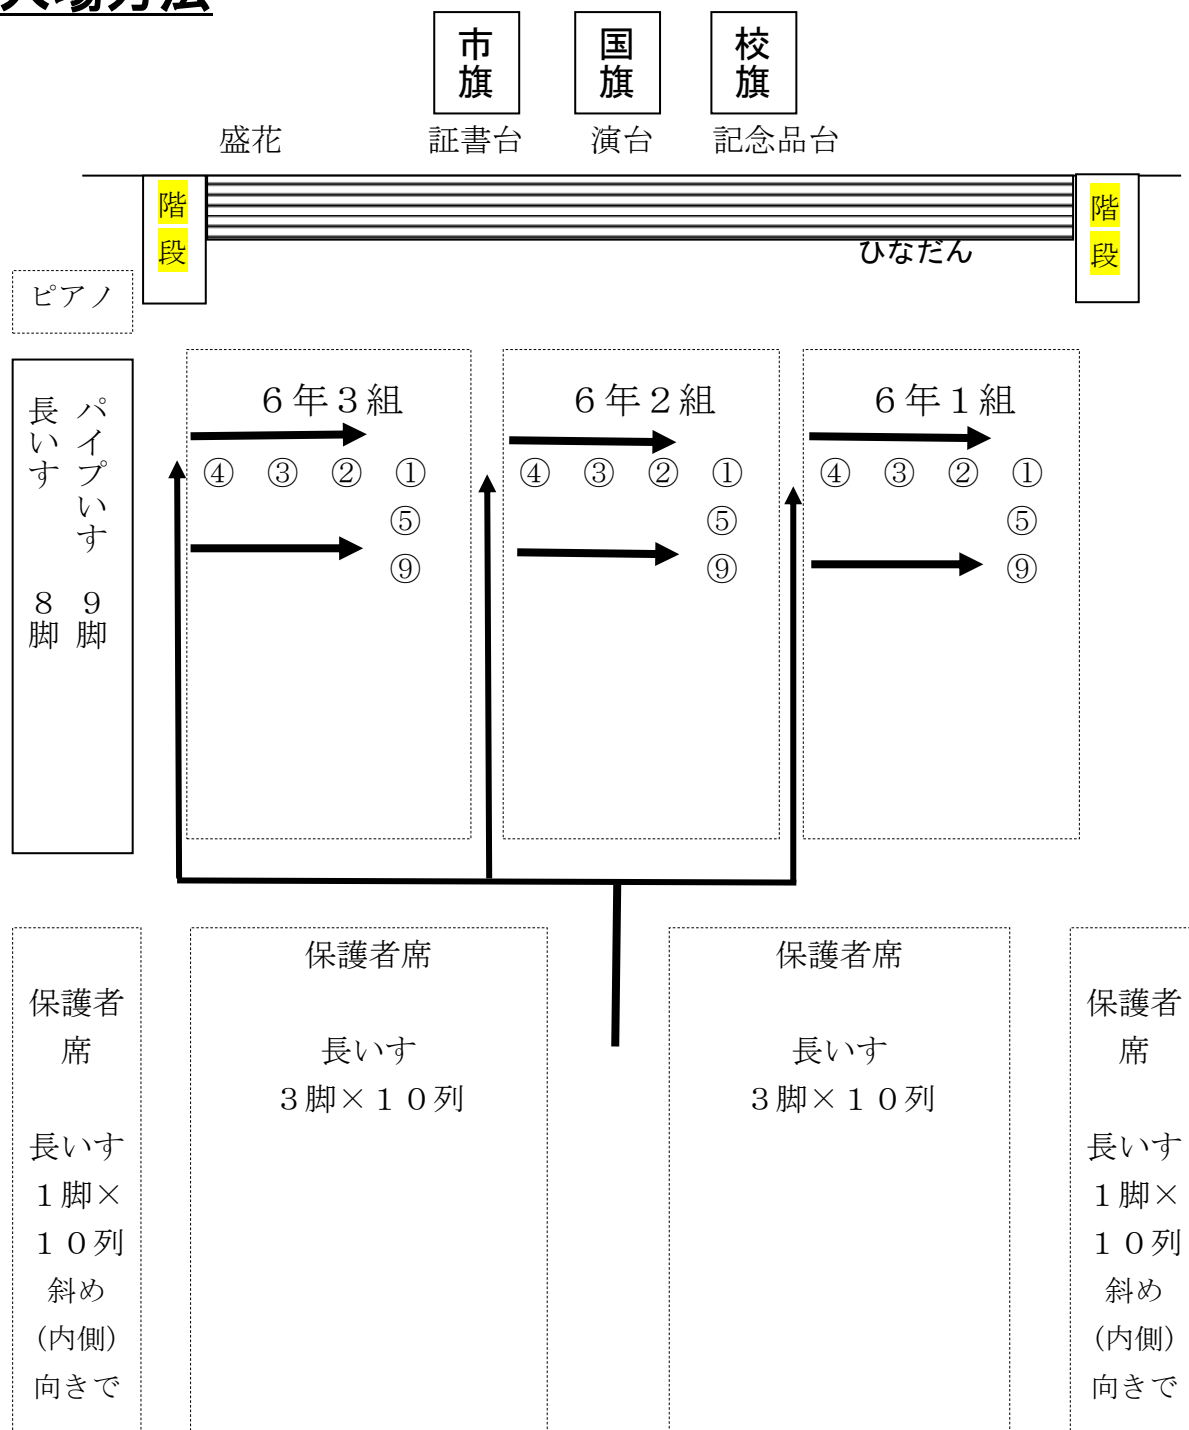 入場方法
市旗
国旗
校旗
盛花
証書台
演台
記念品台
階段
階段
ひなだん
ピアノ
パイプいす ９脚
長いす ８脚
６年３組
④ ③ ② ①
⑤
⑨
６年２組
④ ③ ② ①
⑤
⑨
６年１組
④ ③ ② ①
⑤
⑨
保護者
席
長いす
１脚×
１０列
斜め
（内側）
向きで
保護者席
長いす
３脚×１０列
保護者席
長いす
３脚×１０列
保護者
席
長いす
１脚×
１０列
斜め
（内側）
向きで